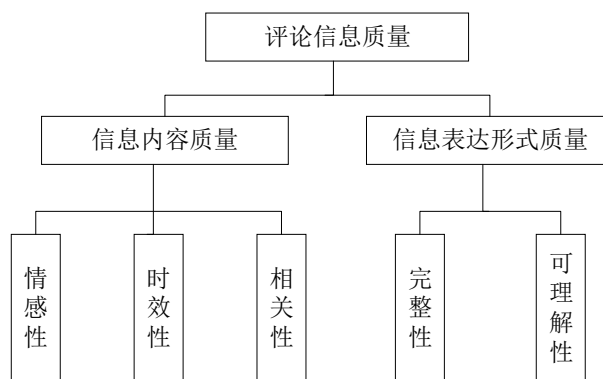 评论信息质量
信息内容质量
信息表达形式质量
情感性
时效性
相关性
完整性
可理解性